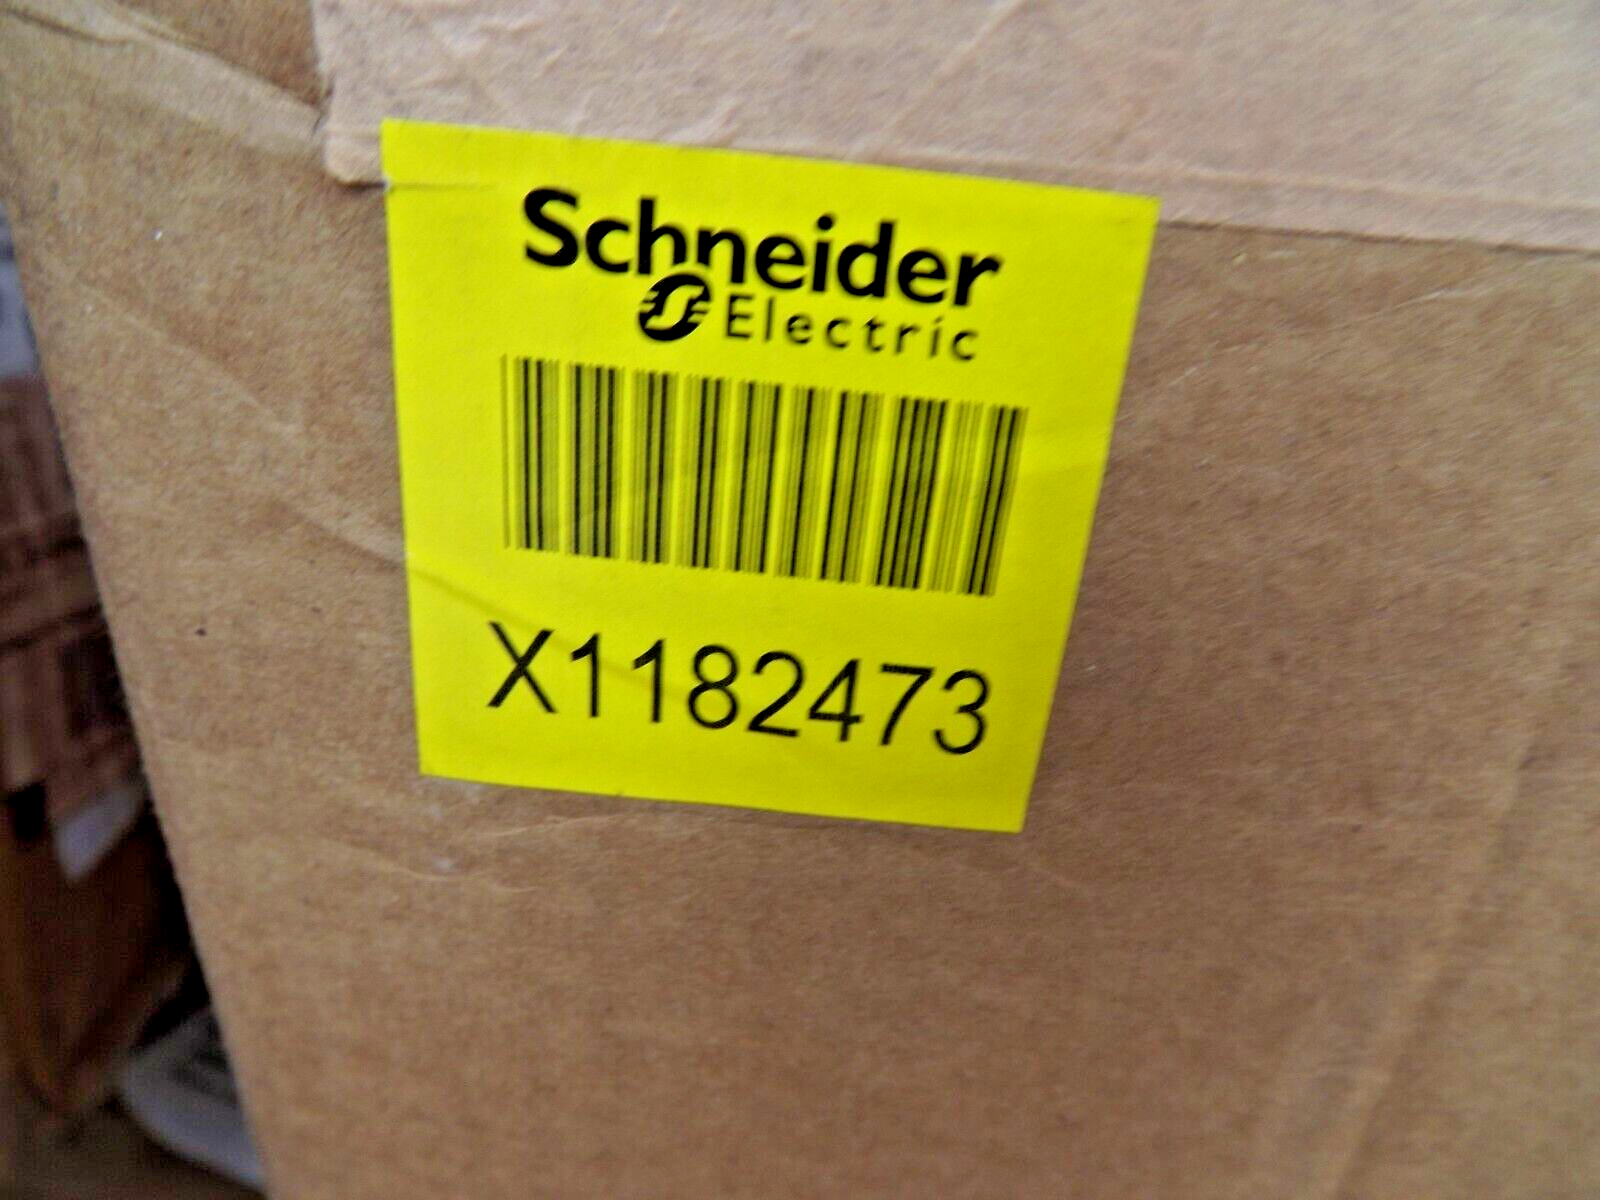 Schneider
Electric
X1182473